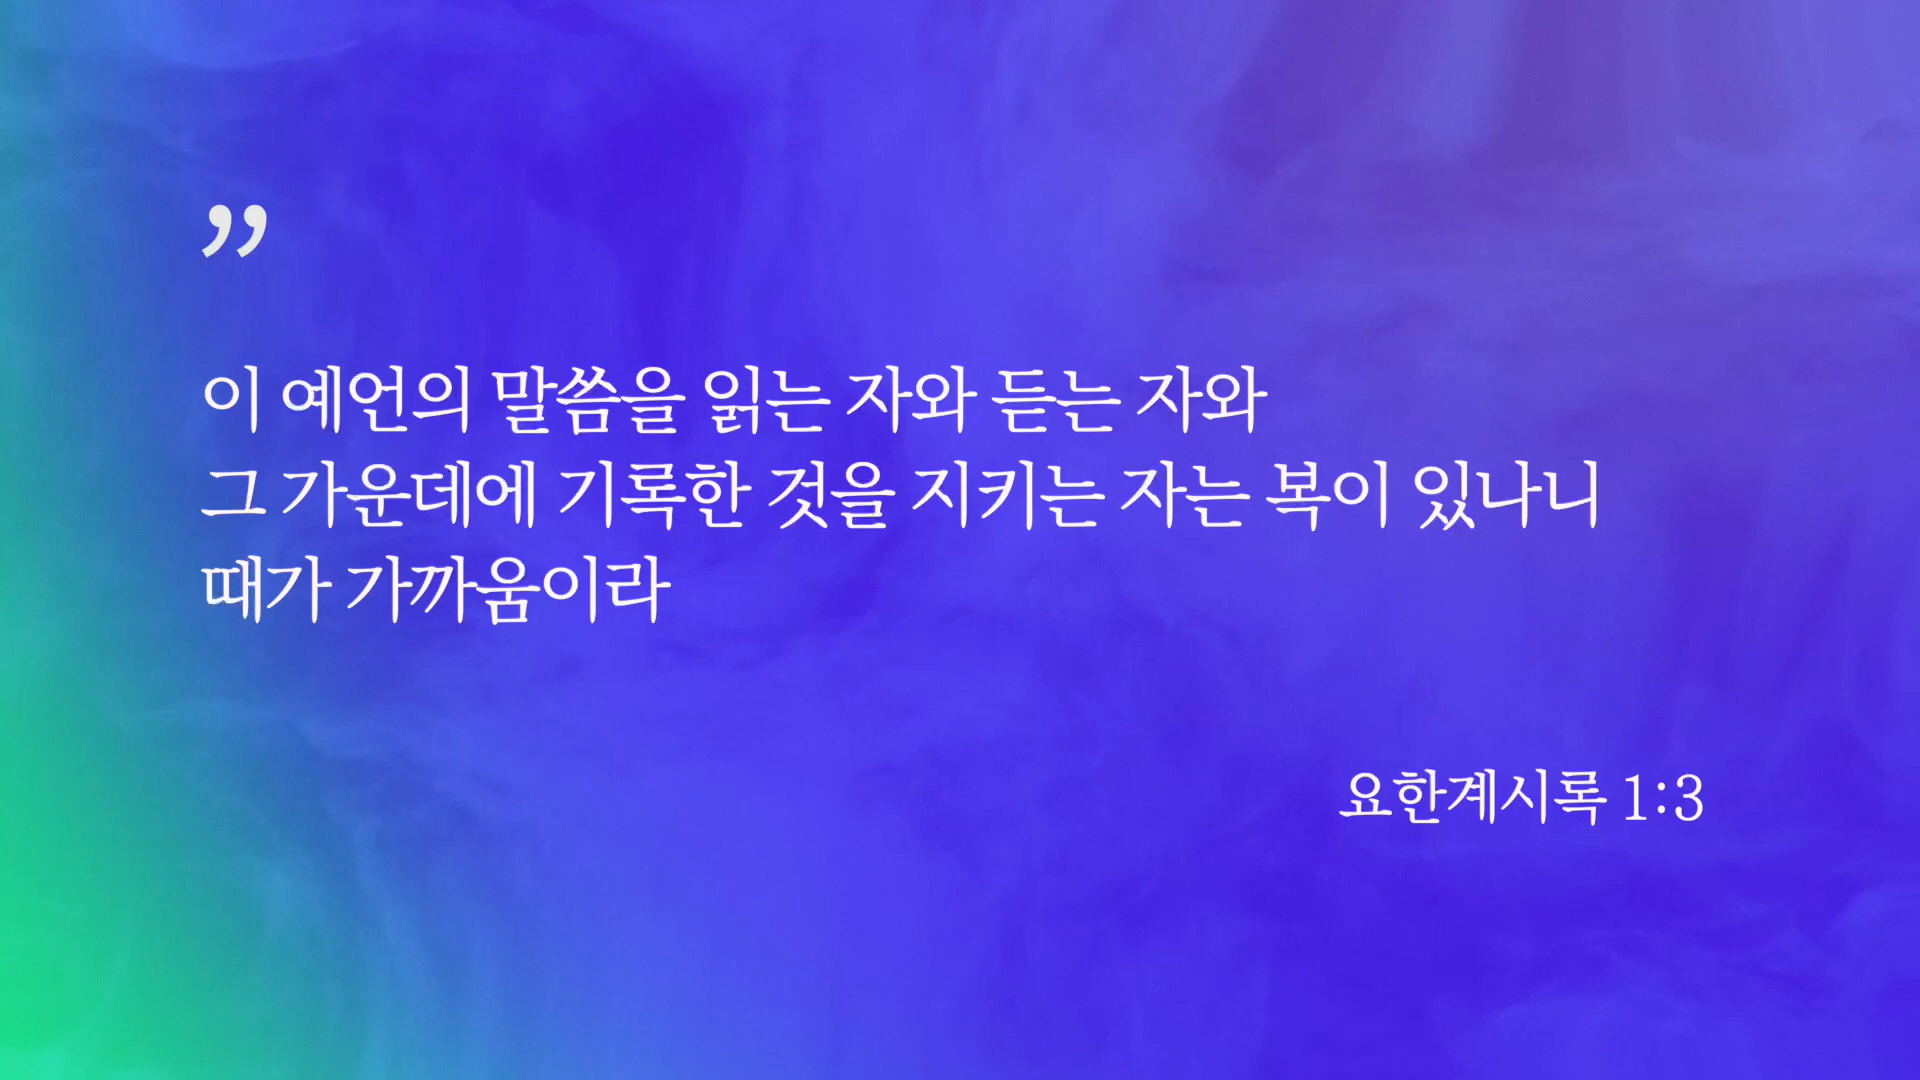 ”
이 예언의 말씀을 읽는 자와 듣는 자와
그 가운데에 기록한 것을 지키는 자는 복이 있나니
때가 가까움이라
요한계시록 1:3